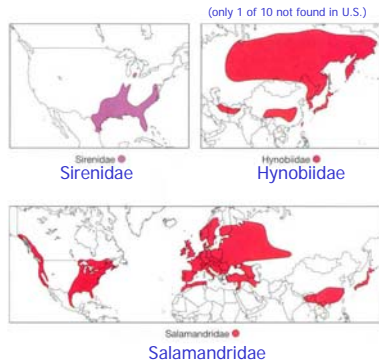 (only 1 of 10 not found in U.S.)
Sirenidae
Sirenidae
Hynobiidae
Hynobiidae
Salamandridae
Salamandridae